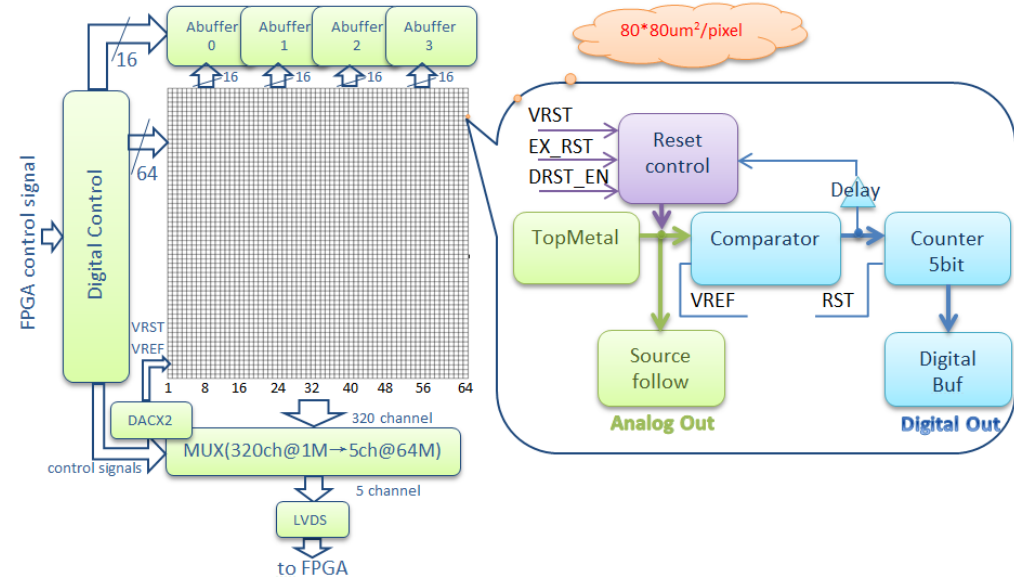 Abuffer
0
Abuffer
1
Abuffer
2
Abuffer
3
16
16
16
16
16
64
FPGA control signal
Digital Control
VRST
VREF
1 8 16 24 32 40 48 56 64
DACX2
control signals
320 channel
MUX(320ch@1M→5ch@64M)
5 channel
LVDS
to FPGA
80*80um²/pixel
VRST
EX_RST
DRST_EN
Reset
control
Delay
TopMetal
Comparator
Counter
5bit
VREF
RST
Source
follow
Digital
Buf
Analog Out
Digital Out